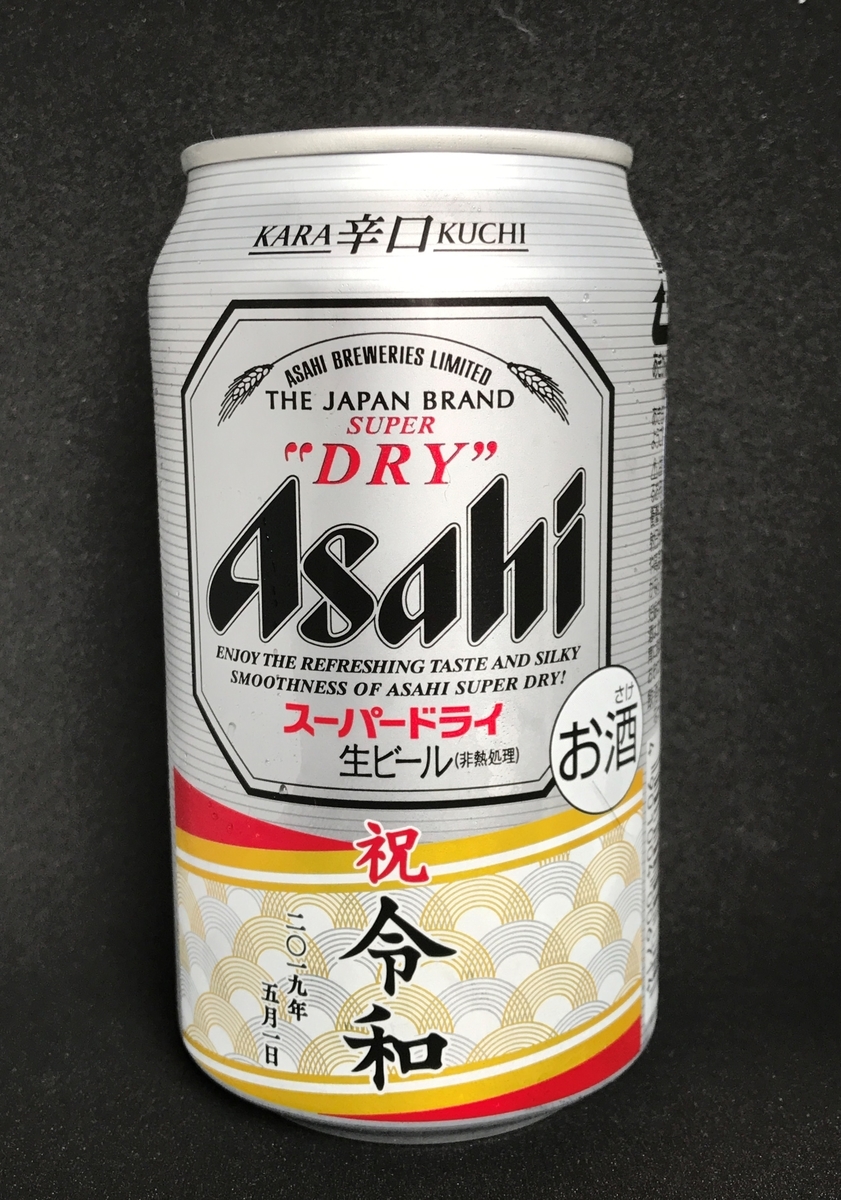 KARA 辛口 KUCHI
ASAHI BREWERIES LIMITED
THE JAPAN BRAND
SUPER
“DRY”
Asahi
ENJOY THE REFRESHING TASTE AND SILKY
SMOOTHNESS OF ASAHI SUPER DRY!
スーパードライ
生ビール(非熱処理)
さけ
お酒
祝
令和
二〇一九年
五月一日